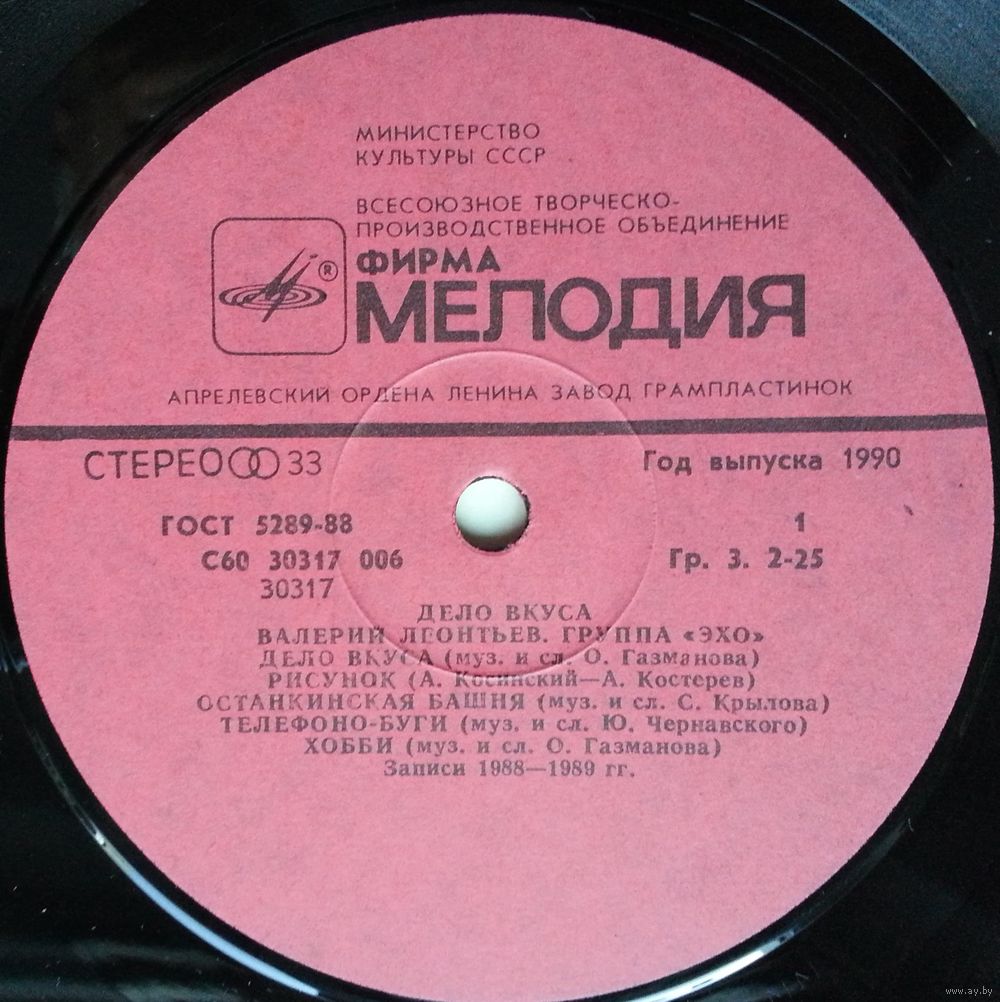 МИНИСТЕРСТВО
КУЛЬТУРЫ СССР
ВСЕСОЮЗНОЕ ТВОРЧЕСКО-
ПРОИЗВОДСТВЕННОЕ ОБЪЕДИНЕНИЕ
®
ФИРМА
МЕЛОДИЯ
АПРЕЛЕВСКИЙ ОРДЕНА ЛЕНИНА ЗАВОД ГРАМПЛАСТИНОК
СТЕРЕО 33
Год выпуска 1990
ГОСТ 5289-88
1
С60 30317 006
Гр. 3. 2-25
30317
ДЕЛО ВКУСА
ВАЛЕРИЙ ЛЕОНТЬЕВ. ГРУППА «ЭХО»
ДЕЛО ВКУСА (муз. и сл. О. Газманова)
РИСУНОК (А. Косинский—А. Костерев)
ОСТАНКИНСКАЯ БАШНЯ (муз. и сл. С. Крылова)
ТЕЛЕФОНО-БУГИ (муз. и сл. Ю. Чернавского)
ХОББИ (муз. и сл. О. Газманова)
Записи 1988—1989 гг.
www.ay.by